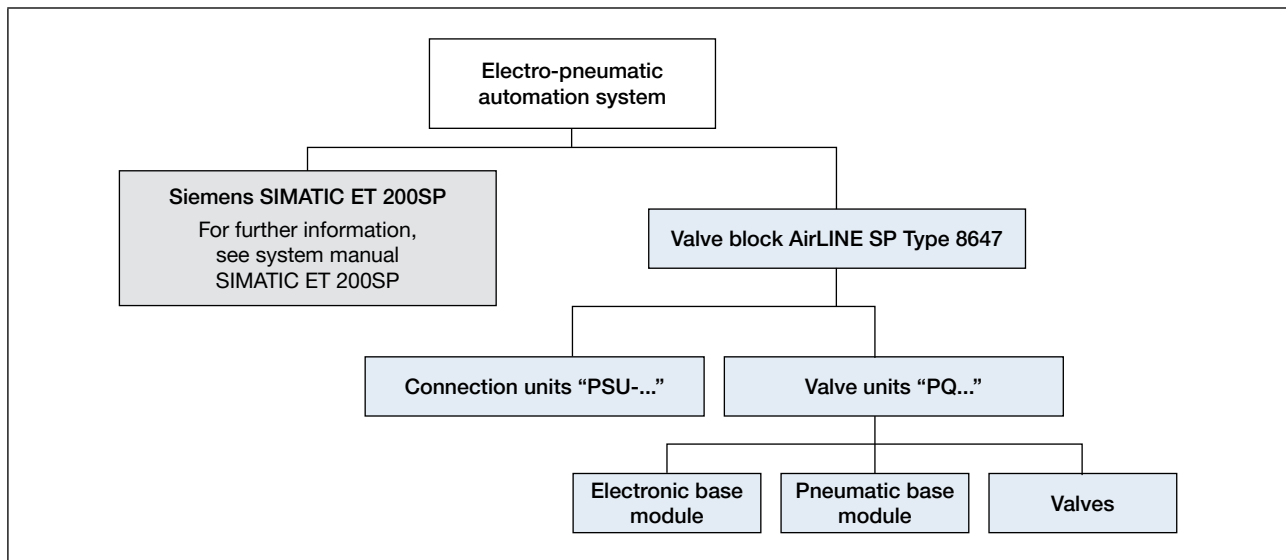 Electro-pneumatic
automation system
Siemens SIMATIC ET 200SP
For further information,
see system manual
SIMATIC ET 200SP
Valve block AirLINE SP Type 8647
Connection units “PSU-...”
Valve units “PQ...”
Electronic base
module
Pneumatic base
module
Valves